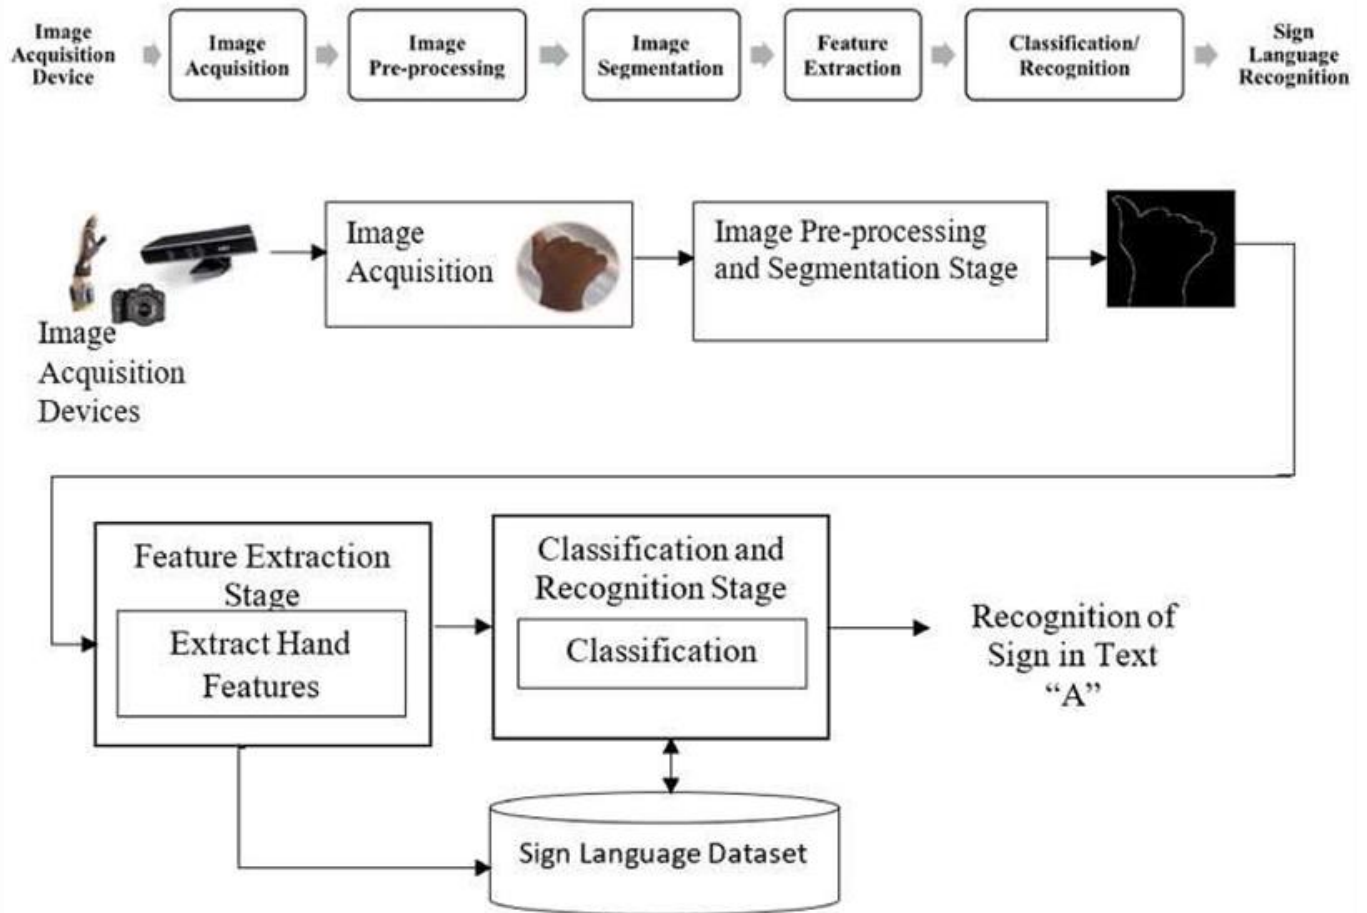 Image
Acquisition
Device
Image
Acquisition
Image
Pre-processing
Image
Segmentation
Feature
Extraction
Classification/
Recognition
Sign
Language
Recognition
Image
Acquisition
Devices
Image
Acquisition
Image Pre-processing
and Segmentation Stage
Feature Extraction
Stage
Extract Hand
Features
Classification and
Recognition Stage
Classification
Recognition of
Sign in Text
“A”
Sign Language Dataset